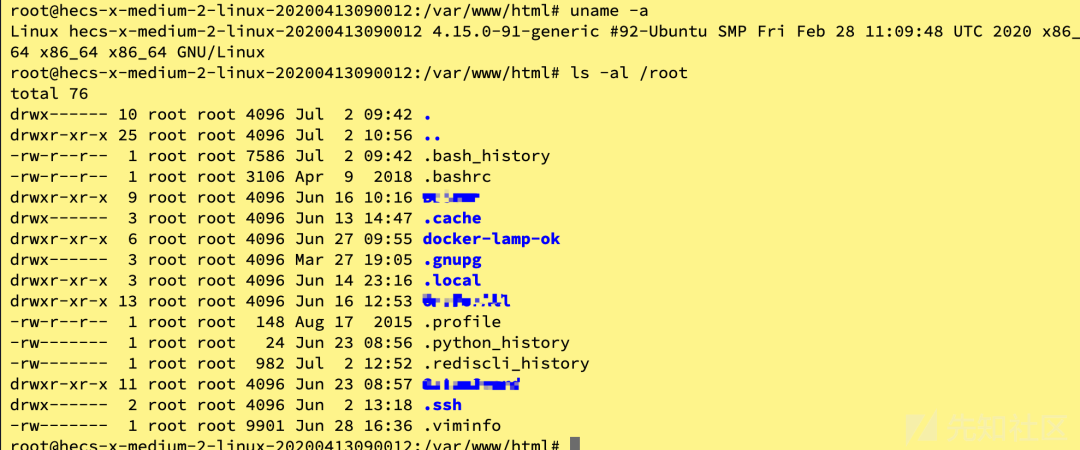 root@hecs-x-medium-2-linux-20200413090012:/var/www/html# uname -a
Linux hecs-x-medium-2-linux-20200413090012 4.15.0-91-generic #92-Ubuntu SMP Fri Feb 28 11:09:48 UTC 2020 x86_
64 x86_64 x86_64 GNU/Linux
root@hecs-x-medium-2-linux-20200413090012:/var/www/html# ls -al /root
total 76
drwx------ 10 root root 4096 Jul  2 09:42 .
drwxr-xr-x 25 root root 4096 Jul  2 10:56 ..
-rw-r--r--  1 root root 7586 Jul  2 09:42 .bash_history
-rw-r--r--  1 root root 3106 Apr  9  2018 .bashrc
drwxr-xr-x  9 root root 4096 Jun 16 10:16
drwx------  3 root root 4096 Jun 13 14:47 .cache
drwxr-xr-x  6 root root 4096 Jun 27 09:55 docker-lamp-ok
drwx------  3 root root 4096 Mar 27 19:05 .gnupg
drwxr-xr-x  3 root root 4096 Jun 14 23:16 .local
drwxr-xr-x 13 root root 4096 Jun 16 12:53
-rw-r--r--  1 root root  148 Aug 17  2015 .profile
-rw-------  1 root root   24 Jun 23 08:56 .python_history
-rw-------  1 root root  982 Jul  2 12:52 .rediscli_history
drwxr-xr-x 11 root root 4096 Jun 23 08:57
drwx------  2 root root 4096 Jun  2 13:18 .ssh
-rw-------  1 root root 9901 Jun 28 16:36 .viminfo
root@hecs-x-medium-2-linux-20200413090012:/var/www/html#
先知社区